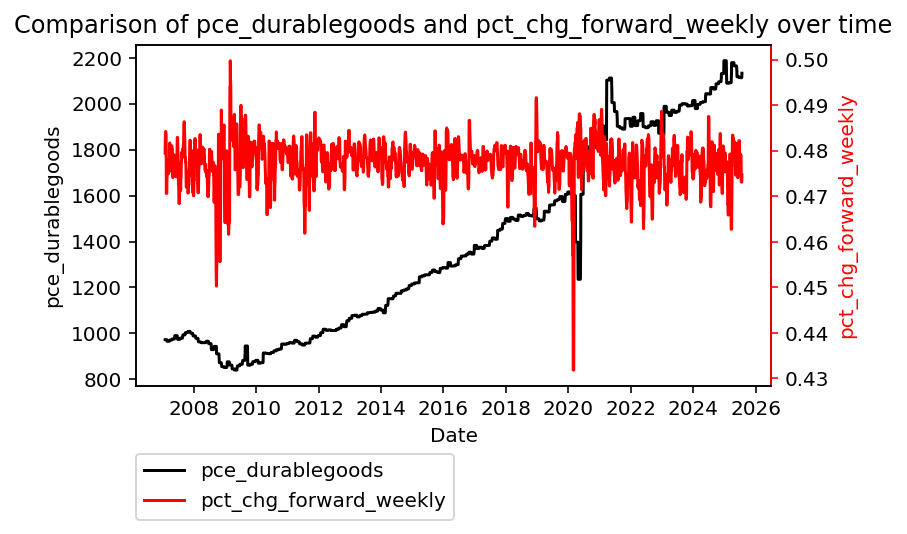 Comparison of pce_durablegoods and pct_chg_forward_weekly over time
pce_durablegoods
2200
2000
1800
1600
1400
1200
1000
800
0.50
0.49
0.48
0.47
0.46
0.45
0.44
0.43
pct_chg_forward_weekly
2008 2010 2012 2014 2016 2018 2020 2022 2024 2026
Date
pce_durablegoods
pct_chg_forward_weekly